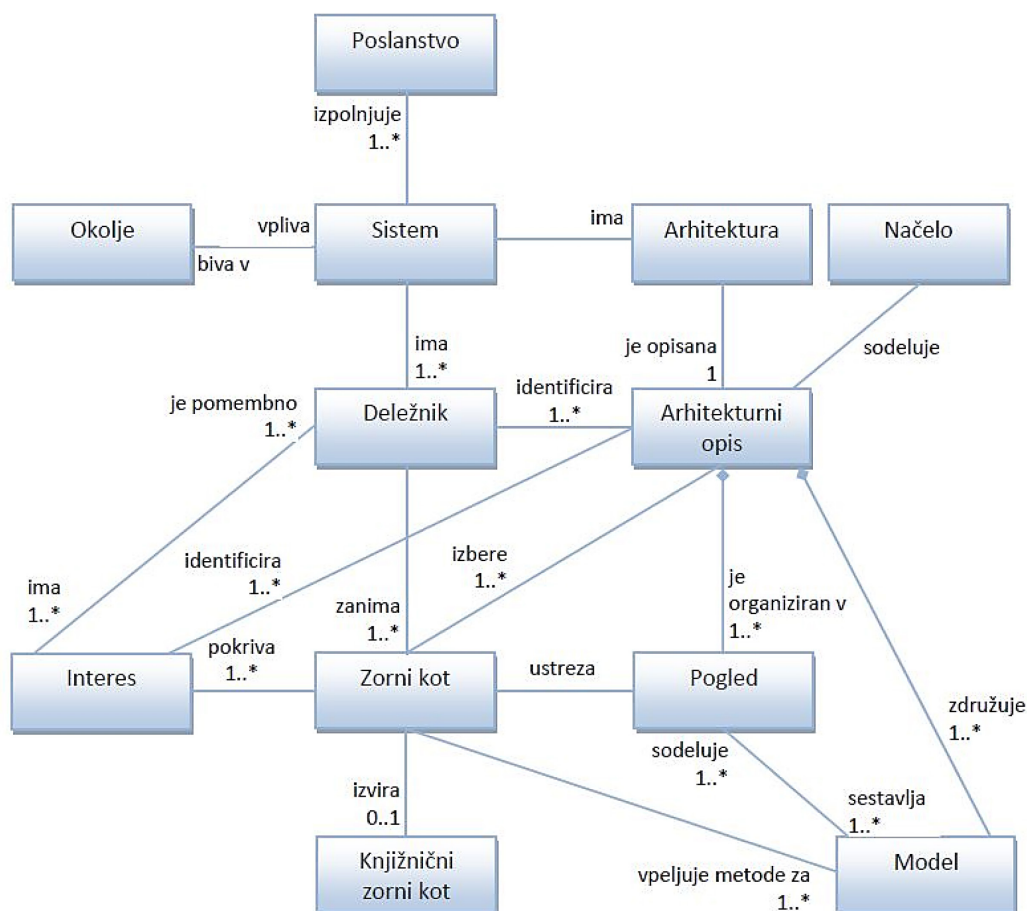 Poslanstvo
izpolnjuje
1..*
Okolje
vpliva
biva v
Sistem
ima
Arhitektura
Načelo
ima
1..*
je opisana
1
sodeluje
je pomembno
1..*
Deležnik
identificira
1..*
Arhitekturni
opis
ima
1..*
identificira
1..*
zanima
1..*
izbere
1..*
je
organiziran v
1..*
Interes
pokriva
1..*
Zorni kot
ustreza
Pogled
združuje
1..*
izvira
0..1
sodeluje
1..*
sestavlja
1..*
Knjižnični
zorni kot
vpeljuje metode za
1..*
Model